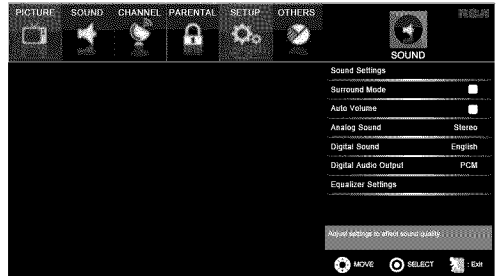 PICTURE SOUND CHANNEL PARENTAL SETUP OTHERS
SOUND
Sound Settings
Surround Mode
Auto Volume
Analog Sound Stereo
Digital Sound English
Digital Audio Output PCM
Equalizer Settings
Adjust settings to affect sound quality
MOVE SELECT : Exit